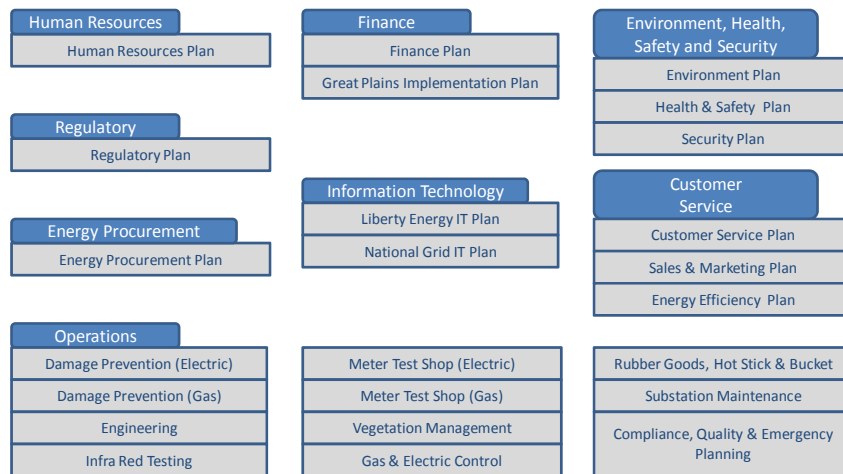 Human Resources
Human Resources Plan
Regulatory
Regulatory Plan
Energy Procurement
Energy Procurement Plan
Finance
Finance Plan
Great Plains Implementation Plan
Information Technology
Liberty Energy IT Plan
National Grid IT Plan
Environment, Health,
Safety and Security
Environment Plan
Health & Safety Plan
Security Plan
Customer
Service
Customer Service Plan
Sales & Marketing Plan
Energy Efficiency Plan
Operations
Damage Prevention (Electric)
Damage Prevention (Gas)
Engineering
Infra Red Testing
Meter Test Shop (Electric)
Meter Test Shop (Gas)
Vegetation Management
Gas & Electric Control
Rubber Goods, Hot Stick & Bucket
Substation Maintenance
Compliance, Quality & Emergency
Planning